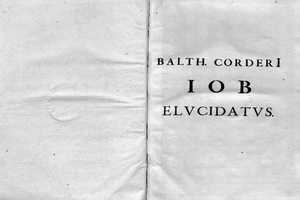 BALTH. CORDERI
IOB
ELVCIDATVS.